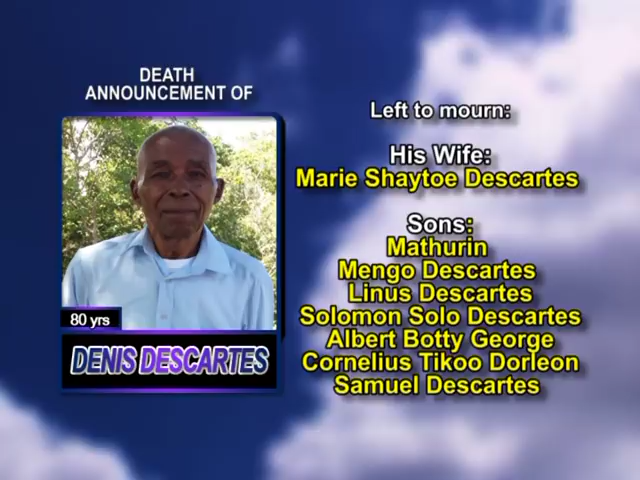 DEATH
ANNOUNCEMENT OF
80 yrs
DENIS DESCARTES
Left to mourn:
His Wife:
Marie Shaytoe Descartes
Sons:
Mathurin
Mengo Descartes
Linus Descartes
Solomon Solo Descartes
Albert Botty George
Cornelius Tikoo Dorleon
Samuel Descartes